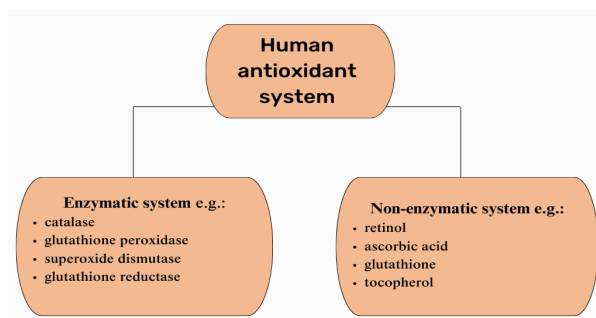 Human
antioxidant
system
Enzymatic system e.g.:
• catalase
• glutathione peroxidase
• superoxide dismutase
• glutathione reductase
Non-enzymatic system e.g.:
• retinol
• ascorbic acid
• glutathione
• tocopherol